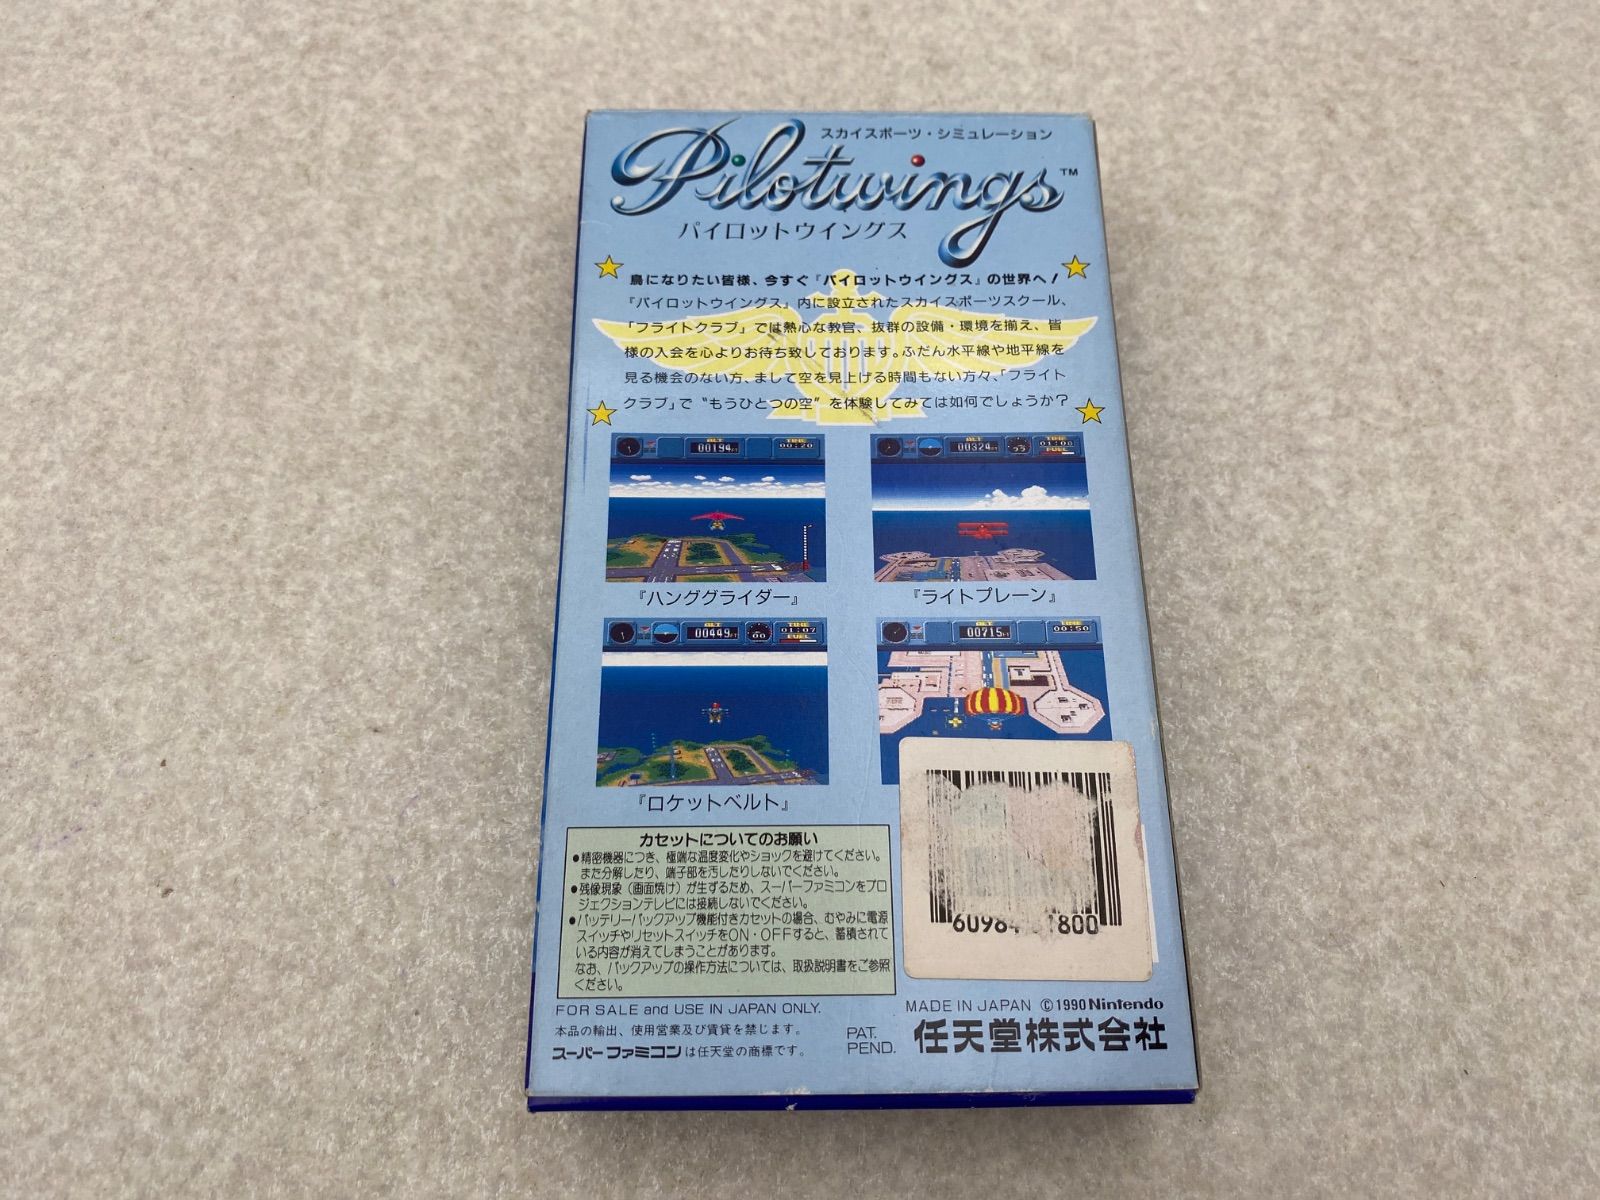 スカイスポーツ・シミュレーション
Pilotwings™
パイロットウイングス
鳥になりたい皆様、今すぐ『パイロットウイングス』の世界へ！
『パイロットウイングス』内に設立されたスカイスポーツスクール、
「フライトクラブ」では熱心な教官、抜群の設備・環境を揃え、皆
様の入会を心よりお待ち致しております。ふだん水平線や地平線を
見る機会のない方、まして空を見上げる時間もない方々、「フライト
クラブ」で“もうひとつの空”を体験してみては如何でしょうか？
ALT 00194FT TIME 00:20
ALT 00324FT TIME 01:00 FUEL
『ハンググライダー』
『ライトプレーン』
ALT 00449FT 00 TIME 01:07 FUEL
ALT 00715FT TIME 00:50
『ロケットベルト』
カセットについてのお願い
●精密機器につき、極端な温度変化やショックを避けてください。
また分解したり、端子部を汚したりしないでください。
●残像現象（画面焼け）が生ずるため、スーパーファミコンをプロ
ジェクションテレビには接続しないでください。
●バッテリーバックアップ機能付きカセットの場合、むやみに電源
スイッチやリセットスイッチをON・OFFすると、蓄積されて
いる内容が消えてしまうことがあります。
なお、バックアップの操作方法については、取扱説明書をご参照
ください。
1800
FOR SALE and USE IN JAPAN ONLY.
本品の輸出、使用営業及び賃貸を禁じます。
スーパーファミコンは任天堂の商標です。
PAT.
PEND.
MADE IN JAPAN ©1990 Nintendo
任天堂株式会社